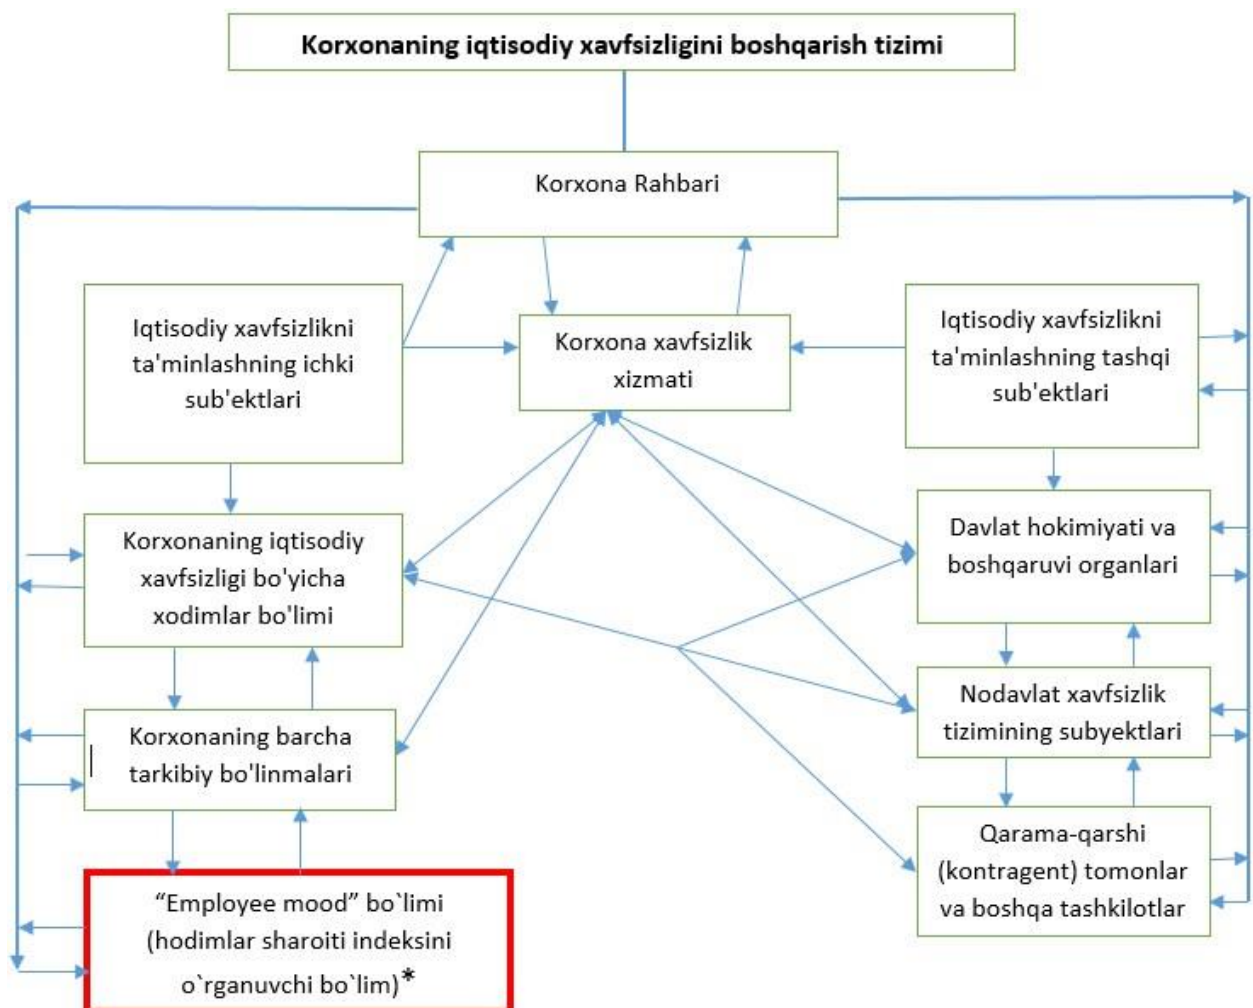 Korxonaning iqtisodiy xavfsizligini boshqarish tizimi
Korxona Rahbari
Iqtisodiy xavfsizlikni
ta'minlashning ichki
sub'ektlari
Korxona xavfsizlik
xizmati
Iqtisodiy xavfsizlikni
ta'minlashning tashqi
sub'ektlari
Korxonaning iqtisodiy
xavfsizligi bo'yicha
xodimlar bo'limi
Davlat hokimiyati va
boshqaruvi organlari
Korxonaning barcha
tarkibiy bo'linmalari
Nodavlat xavfsizlik
tizimining subyektlari
“Employee mood” bo`limi
(hodimlar sharoiti indeksini
o`rganuvchi bo`lim)*
Qarama-qarshi
(kontragent) tomonlar
va boshqa tashkilotlar